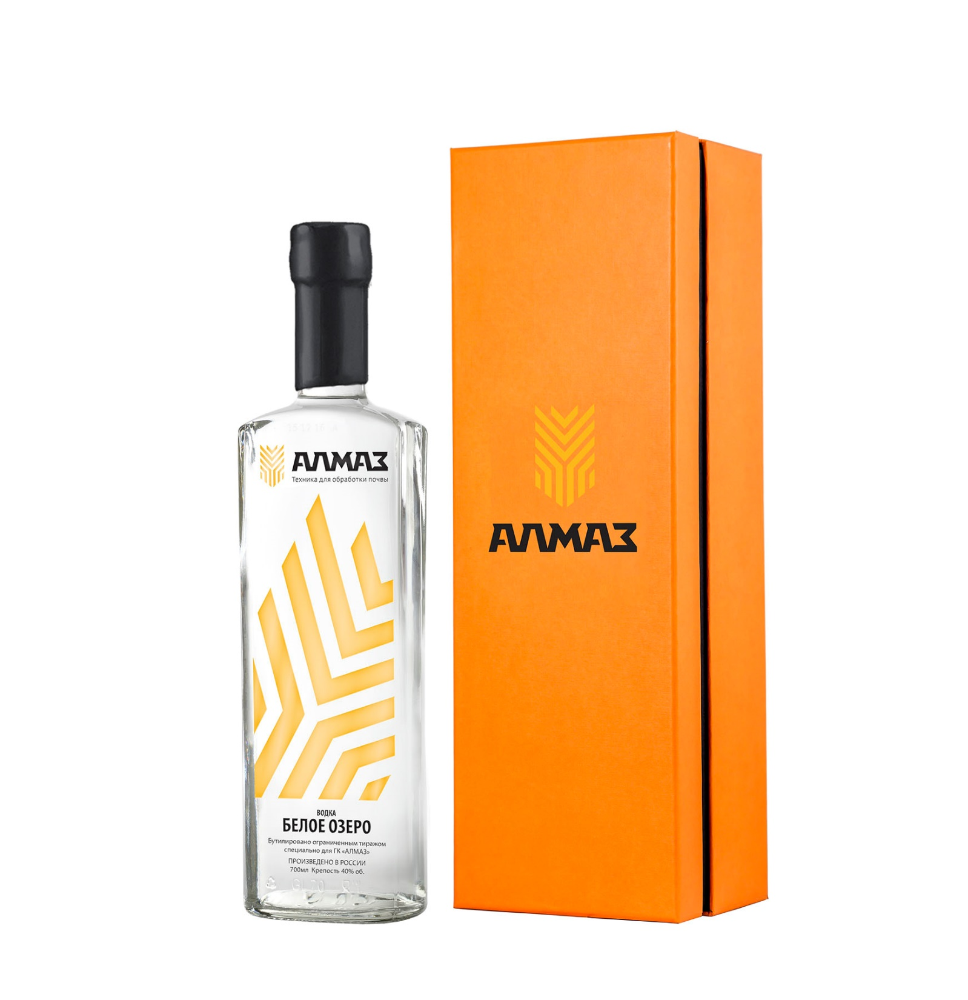 АЛМАЗ
Техника для обработки почвы
ВОДКА
БЕЛОЕ ОЗЕРО
Бутилировано ограниченным тиражом
специально для ГК «АЛМАЗ»
ПРОИЗВЕДЕНО В РОССИИ
700мл Крепость 40% об.
АЛМАЗ